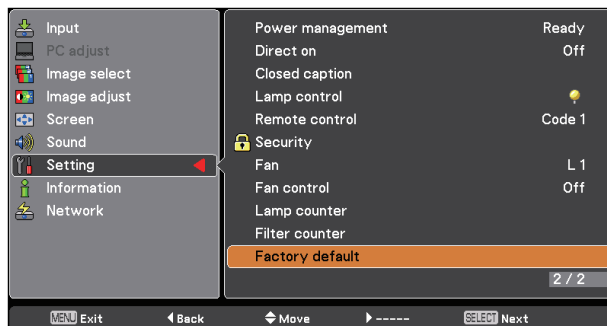 Input
PC adjust
Image select
Image adjust
Screen
Sound
Setting
Information
Network
Power management Ready
Direct on Off
Closed caption
Lamp control
Remote control Code 1
Security
Fan L 1
Fan control Off
Lamp counter
Filter counter
Factory default
2 / 2
MENU Exit Back Move ----- SELECT Next